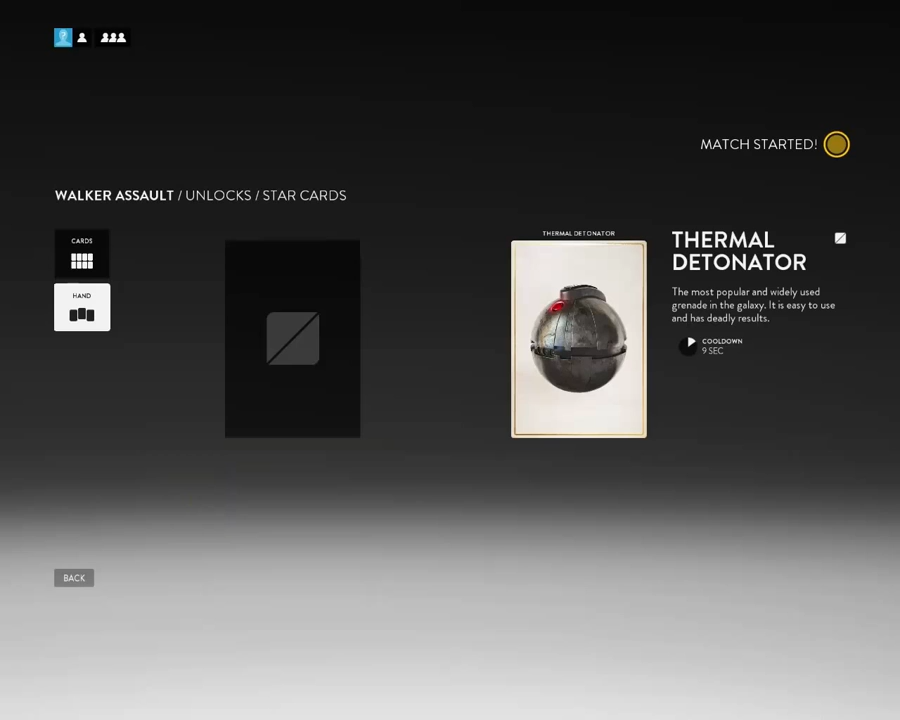 MATCH STARTED!
WALKER ASSAULT / UNLOCKS / STAR CARDS
CARDS
HAND
THERMAL DETONATOR
THERMAL
DETONATOR
The most popular and widely used
grenade in the galaxy. It is easy to use
and has deadly results.
COOLDOWN
9 SEC
BACK